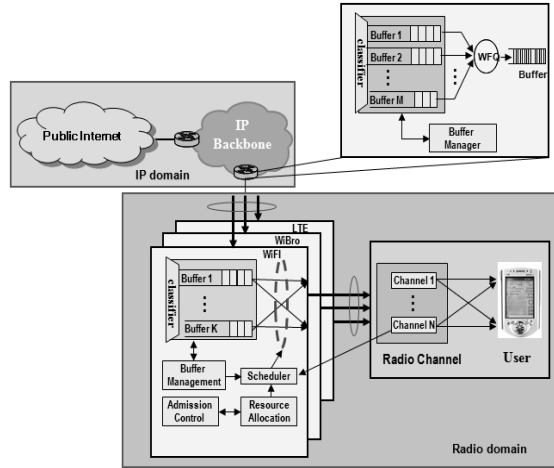 classifier
Buffer 1
Buffer 2
Buffer M
WFQ
Buffer
Buffer
Manager
Public Internet
IP
Backbone
IP domain
LTE
WiBro
WiFI
classifier
Buffer 1
Buffer K
Buffer
Management
Scheduler
Admission
Control
Resource
Allocation
Channel 1
Channel N
Radio Channel
User
Radio domain